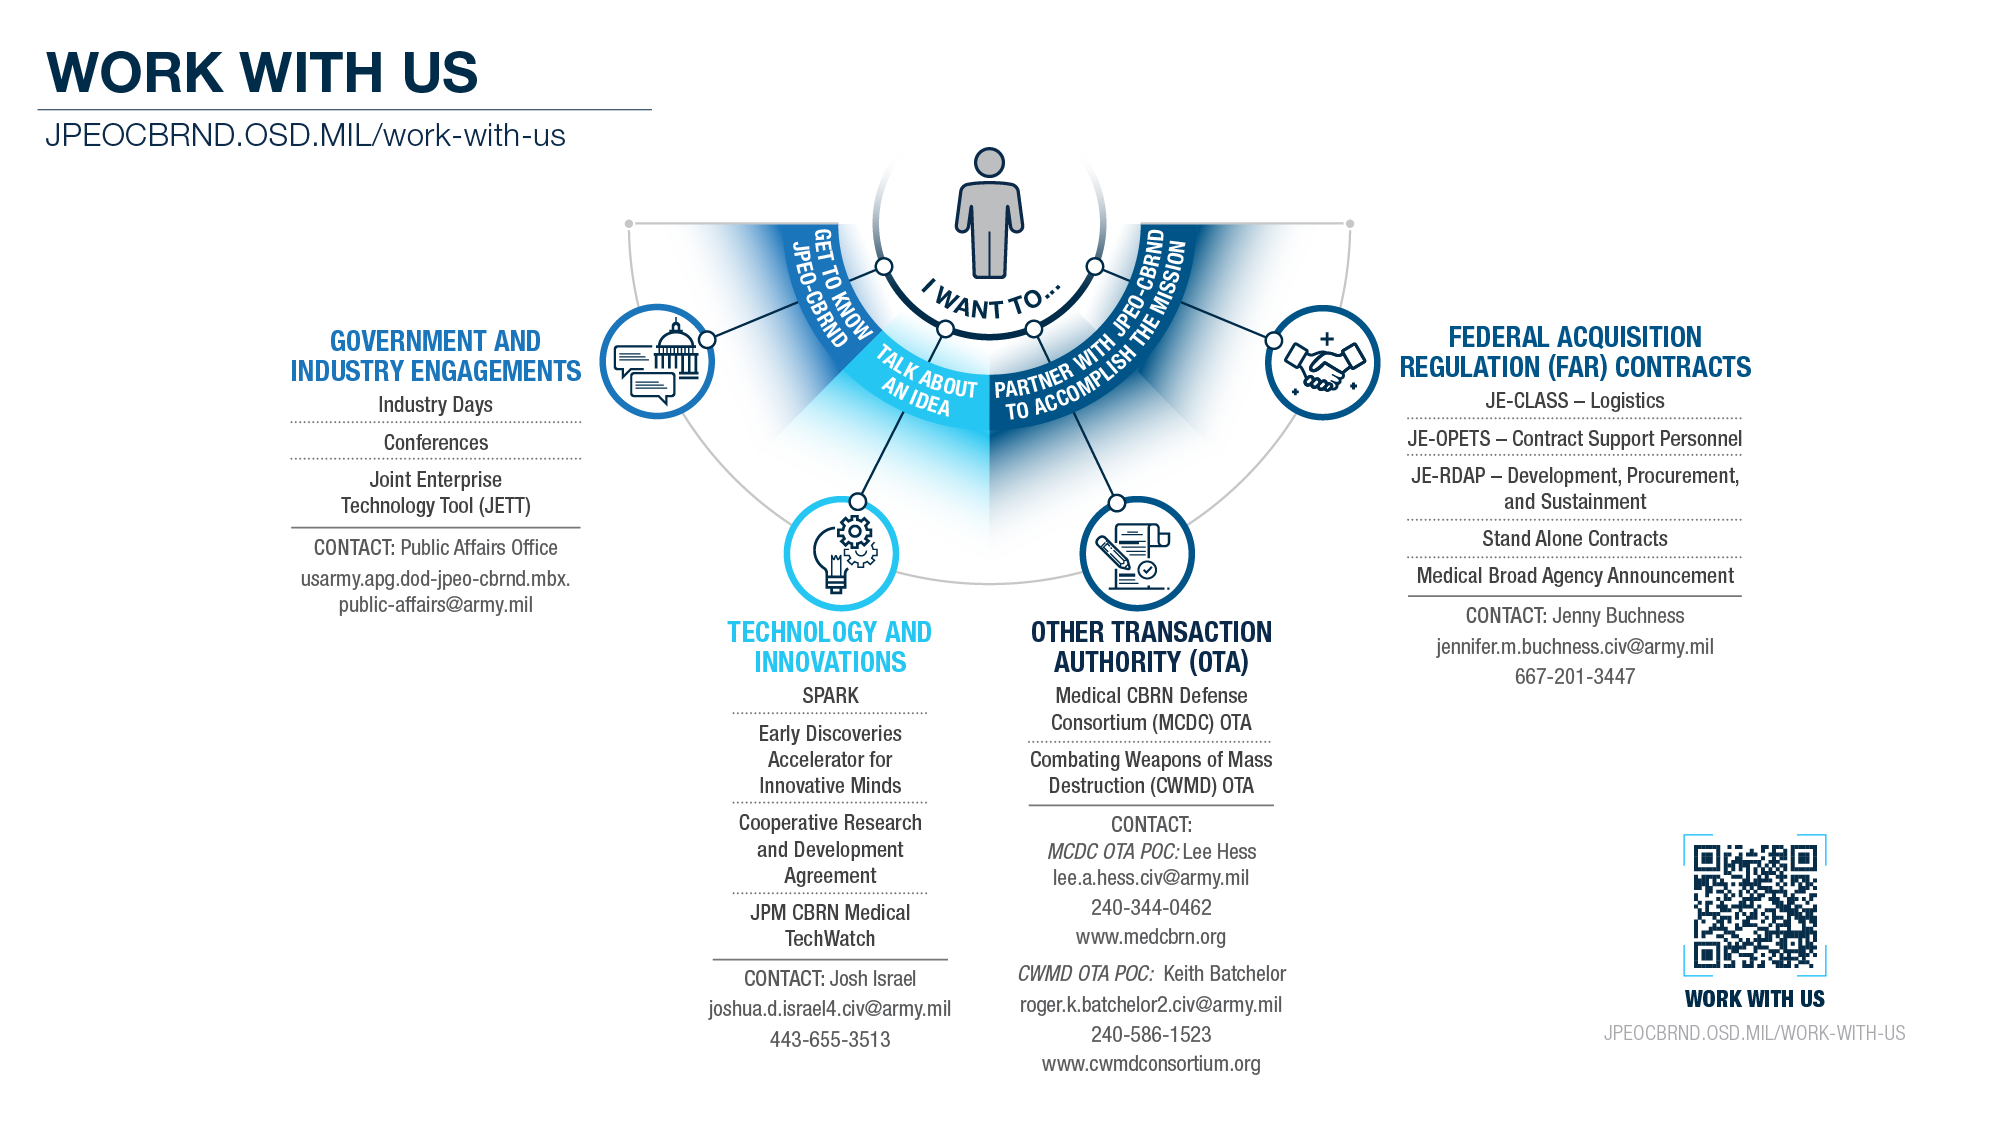 WORK WITH US
JPEOCBRND.OSD.MIL/work-with-us
I WANT TO...
GET TO KNOW
JPEO-CBRND
TALK ABOUT
AN IDEA
PARTNER WITH JPEO-CBRND
TO ACCOMPLISH THE MISSION
GOVERNMENT AND
INDUSTRY ENGAGEMENTS
Industry Days
Conferences
Joint Enterprise
Technology Tool (JETT)
CONTACT: Public Affairs Office
usarmy.apg.dod-jpeo-cbrnd.mbx.
public-affairs@army.mil
TECHNOLOGY AND
INNOVATIONS
SPARK
Early Discoveries
Accelerator for
Innovative Minds
Cooperative Research
and Development
Agreement
JPM CBRN Medical
TechWatch
CONTACT: Josh Israel
joshua.d.israel4.civ@army.mil
443-655-3513
OTHER TRANSACTION
AUTHORITY (OTA)
Medical CBRN Defense
Consortium (MCDC) OTA
Combating Weapons of Mass
Destruction (CWMD) OTA
CONTACT:
MCDC OTA POC: Lee Hess
lee.a.hess.civ@army.mil
240-344-0462
www.medcbrn.org
CWMD OTA POC: Keith Batchelor
roger.k.batchelor2.civ@army.mil
240-586-1523
www.cwmdconsortium.org
FEDERAL ACQUISITION
REGULATION (FAR) CONTRACTS
JE-CLASS – Logistics
JE-OPETS – Contract Support Personnel
JE-RDAP – Development, Procurement,
and Sustainment
Stand Alone Contracts
Medical Broad Agency Announcement
CONTACT: Jenny Buchness
jennifer.m.buchness.civ@army.mil
667-201-3447
WORK WITH US
JPEOCBRND.OSD.MIL/WORK-WITH-US